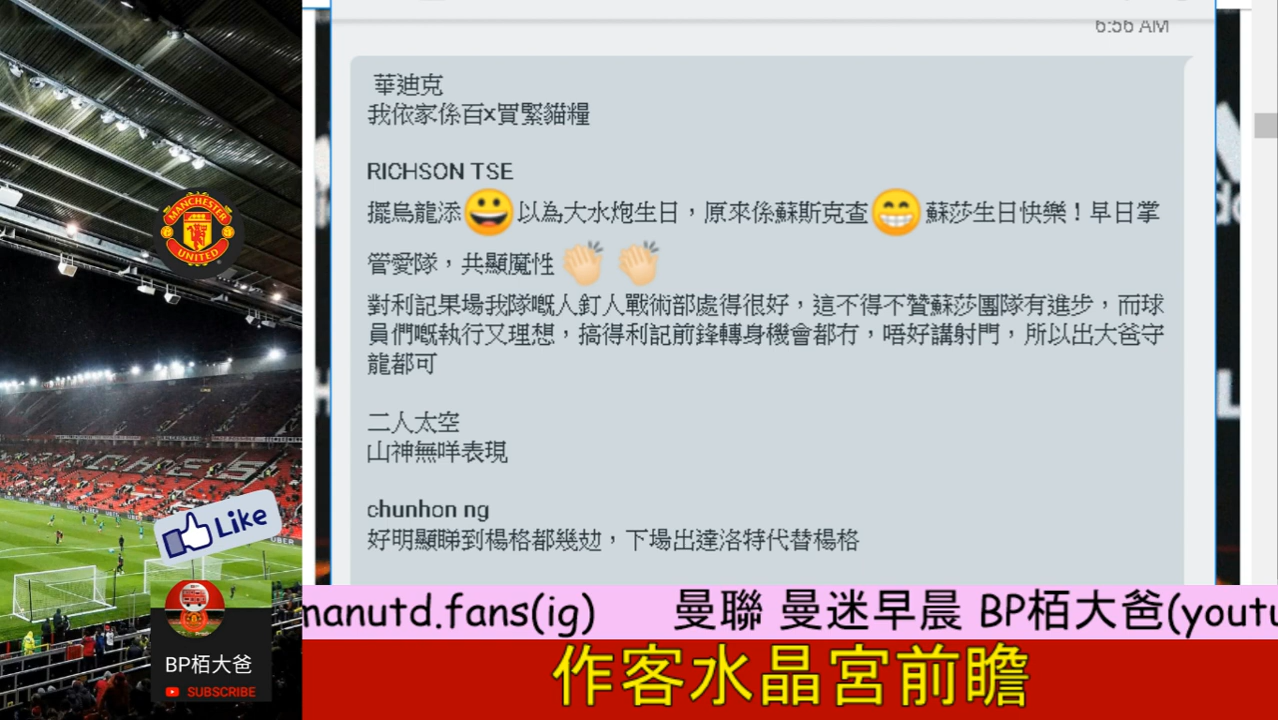 6:56 AM
華迪克
我依家係百x買緊貓糧
RICHSON TSE
擺烏龍添😀以為大水炮生日，原來係蘇斯克查😁蘇莎生日快樂！早日掌
管愛隊，共顯魔性👏🏻👏🏻
對利記果場我隊嘅人釘人戰術部處得很好，這不得不贊蘇莎團隊有進步，而球
員們嘅執行又理想，搞得利記前鋒轉身機會都冇，唔好講射門，所以出大爸守
龍都可
二人太空
山神無咩表現
chunhon ng
好明顯睇到楊格都幾攰，下場出達洛特代替楊格
MANCHESTER
UNITED
CHES
Like
BP栢大爸
SUBSCRIBE
manutd.fans(ig) 曼聯 曼迷早晨 BP栢大爸(youtu
作客水晶宮前瞻